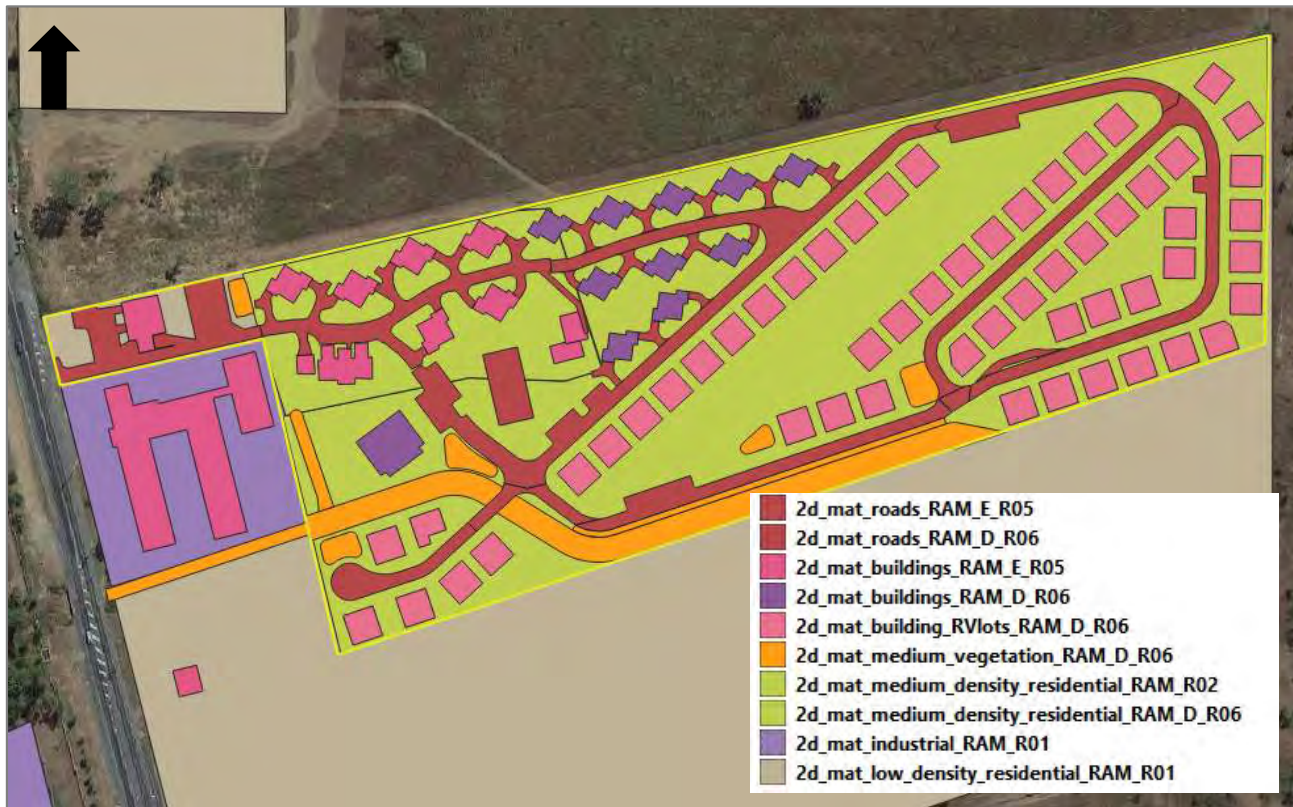 2d_mat_roads_RAM_E_R05
2d_mat_roads_RAM_D_R06
2d_mat_buildings_RAM_E_R05
2d_mat_buildings_RAM_D_R06
2d_mat_building_RVlots_RAM_D_R06
2d_mat_medium_vegetation_RAM_D_R06
2d_mat_medium_density_residential_RAM_R02
2d_mat_medium_density_residential_RAM_D_R06
2d_mat_industrial_RAM_R01
2d_mat_low_density_residential_RAM_R01